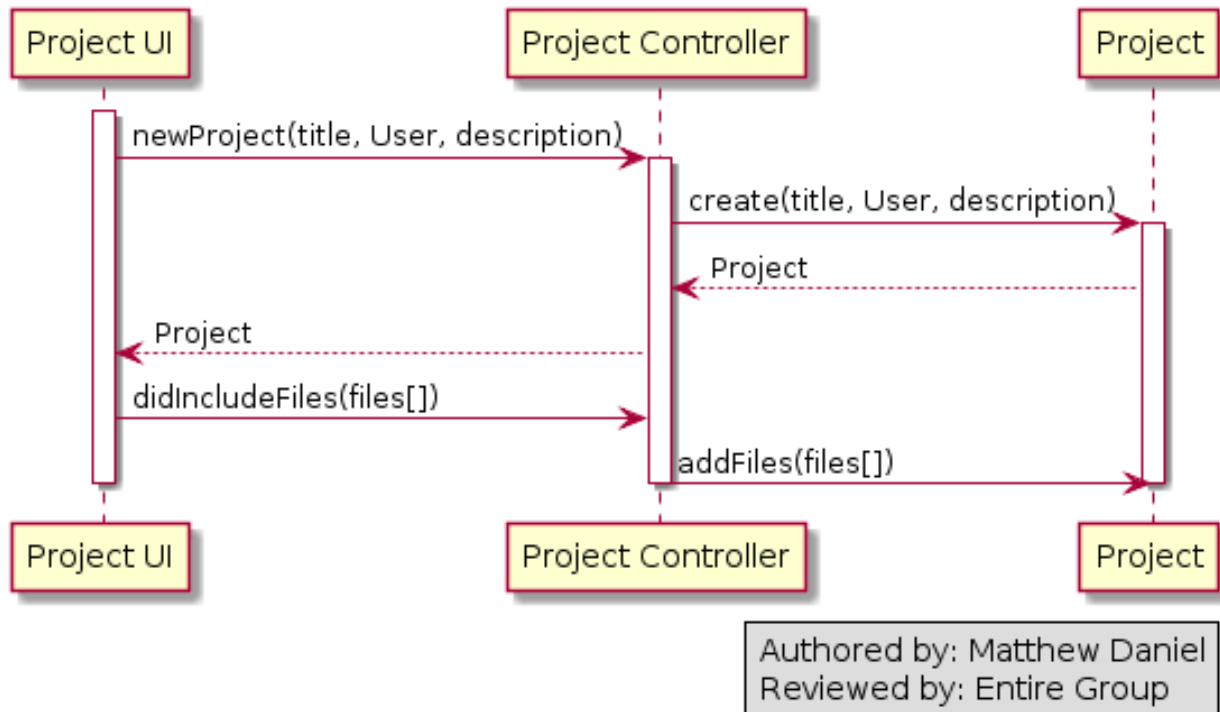 Project UI
Project Controller
Project
newProject(title, User, description)
create(title, User, description)
Project
Project
didIncludeFiles(files[])
addFiles(files[])
Project UI
Project Controller
Project
Authored by: Matthew Daniel
Reviewed by: Entire Group